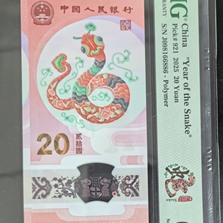 中国人民银行
20
贰拾圆
China
"Year of the Snake"
Pick# 921 2025 20 Yuan
S/N J098166886 - Polymer